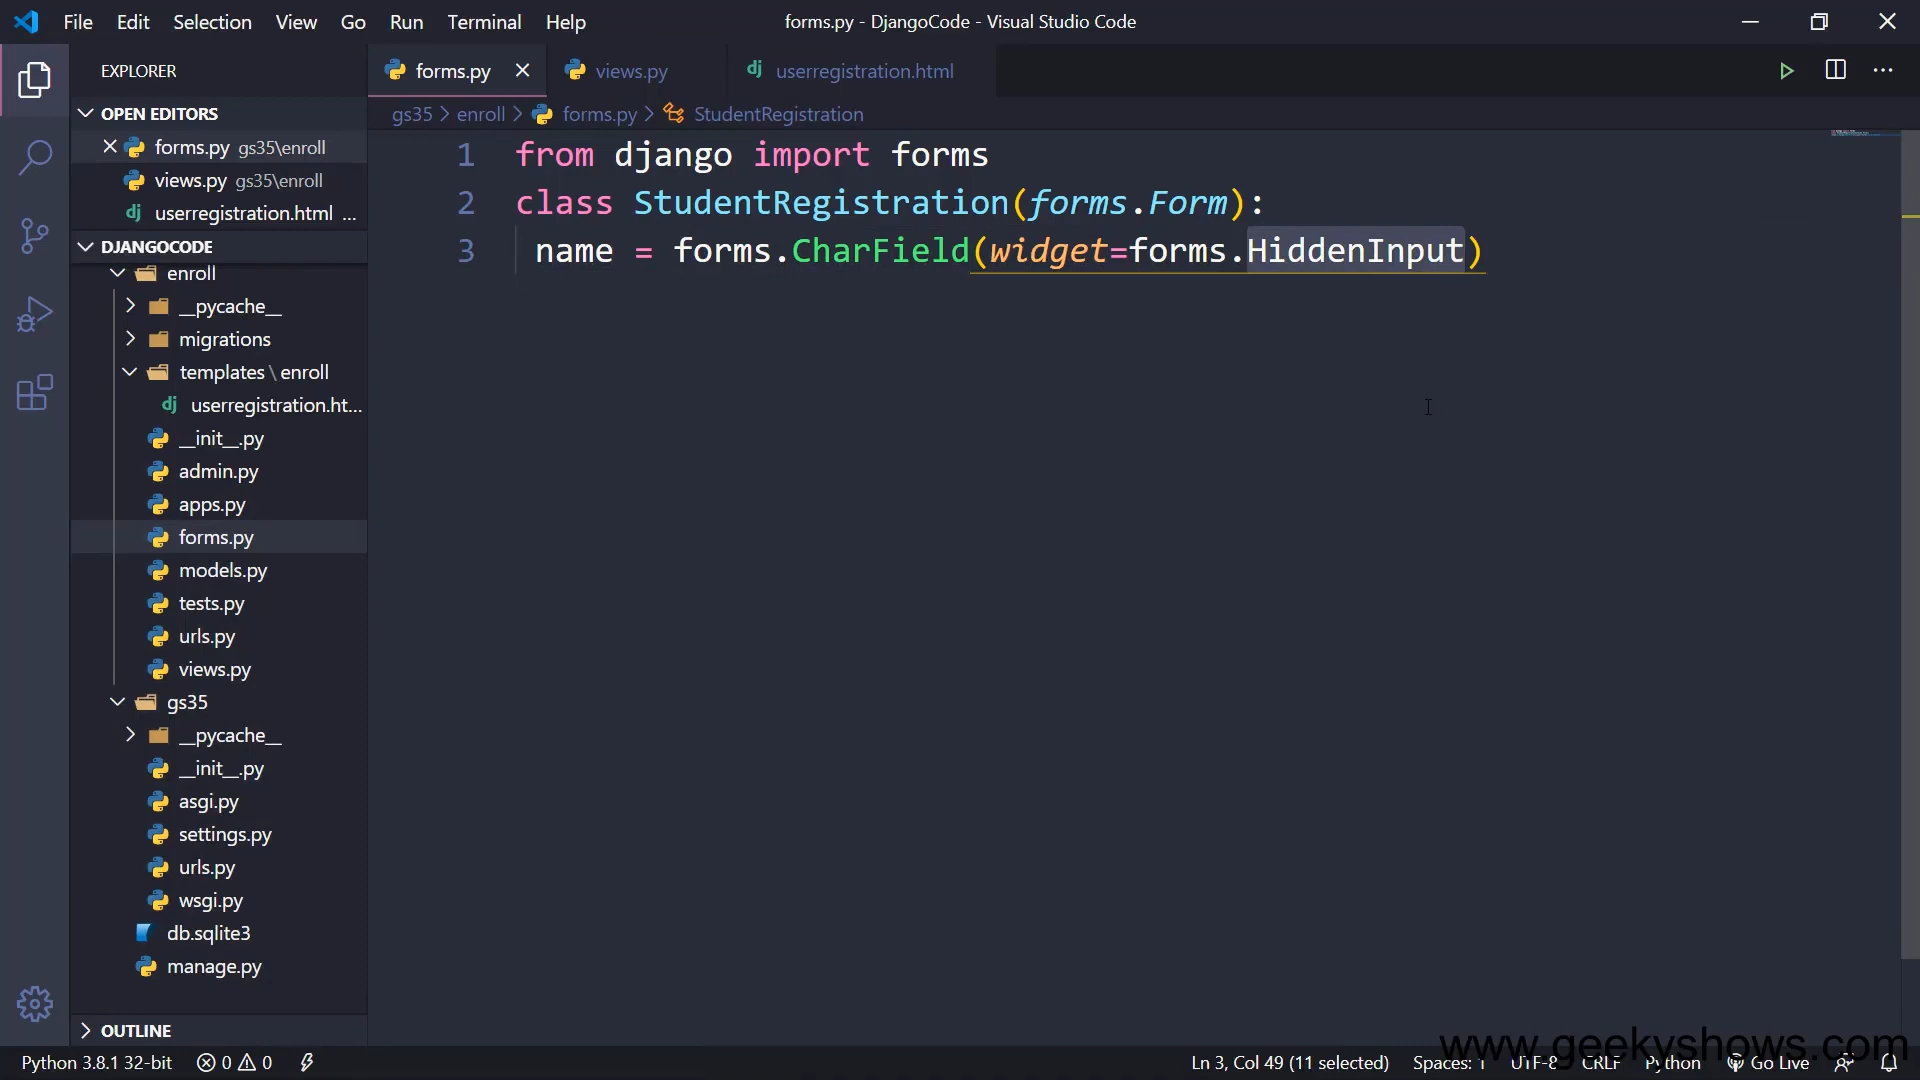 File Edit Selection View Go Run Terminal Help
forms.py - DjangoCode - Visual Studio Code
EXPLORER
OPEN EDITORS
forms.py gs35\enroll
views.py gs35\enroll
userregistration.html ...
DJANGOCODE
enroll
__pycache__
migrations
templates \ enroll
userregistration.ht...
__init__.py
admin.py
apps.py
forms.py
models.py
tests.py
urls.py
views.py
gs35
__pycache__
__init__.py
asgi.py
settings.py
urls.py
wsgi.py
db.sqlite3
manage.py
OUTLINE
forms.py views.py userregistration.html
gs35 > enroll > forms.py > StudentRegistration
1 from django import forms
2 class StudentRegistration(forms.Form):
3 name = forms.CharField(widget=forms.HiddenInput)
www.geekyshows.com
Python 3.8.1 32-bit 0 0 Ln 3, Col 49 (11 selected) Spaces: 1 UTF-8 CRLF Python Go Live